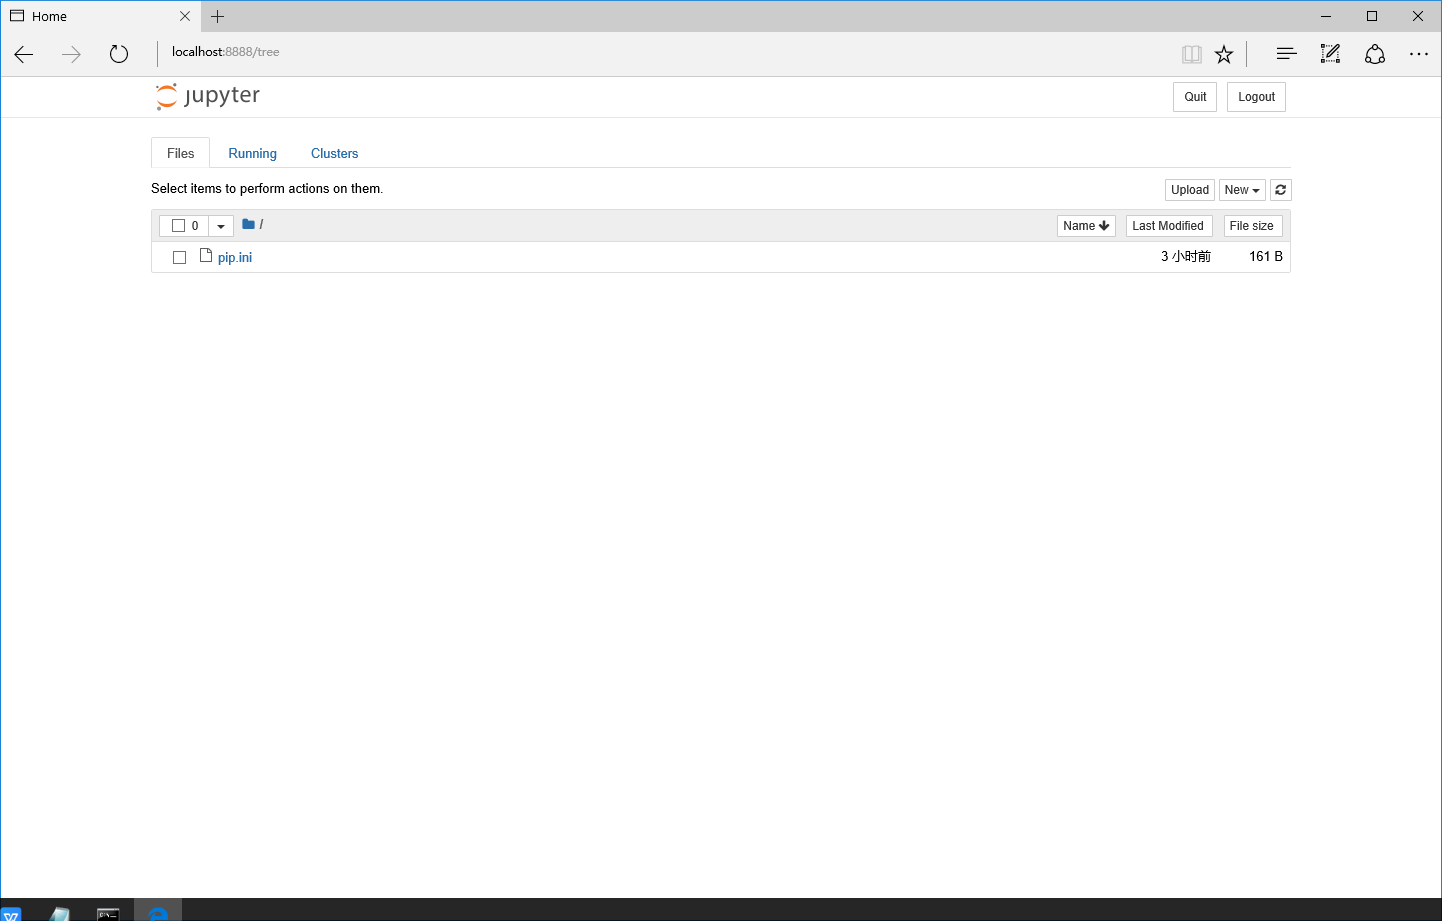 Home
localhost:8888/tree
jupyter
Quit Logout
Files Running Clusters
Select items to perform actions on them.
Upload New
0 / Name Last Modified File size
pip.ini 3 小时前 161 B